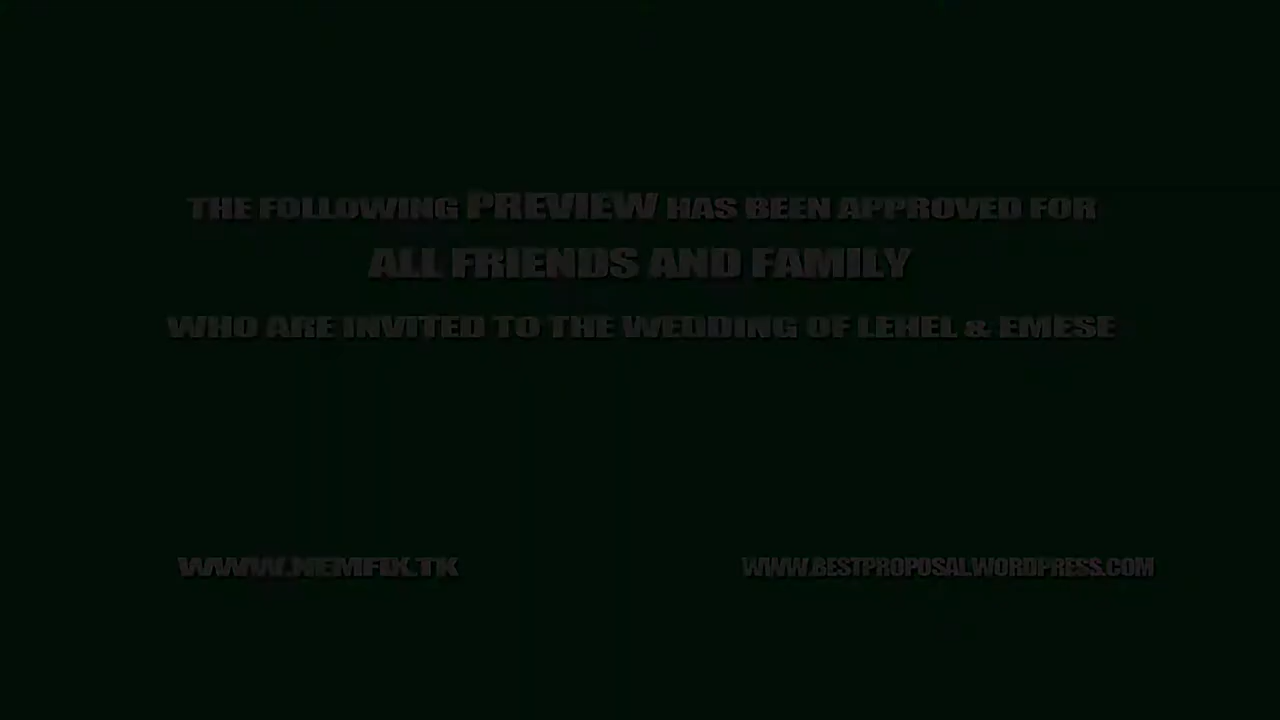 THE FOLLOWING PREVIEW HAS BEEN APPROVED FOR
ALL FRIENDS AND FAMILY
WHO ARE INVITED TO THE WEDDING OF LEHEL & EMESE
WWW.NEMFIX.TK
WWW.BESTPROPOSAL.WORDPRESS.COM